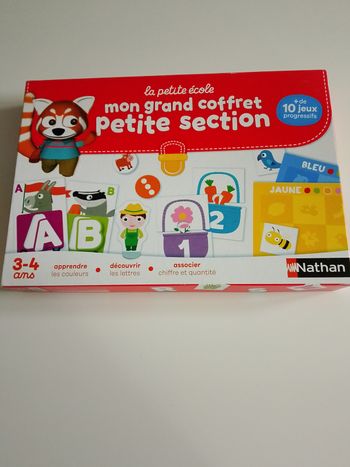 la petite école
mon grand coffret
petite section
+ de
10 jeux
progressifs
A
B
A
B
1
2
BLEU
JAUNE
3-4
ans
apprendre
les couleurs
découvrir
les lettres
associer
chiffre et quantité
Nathan